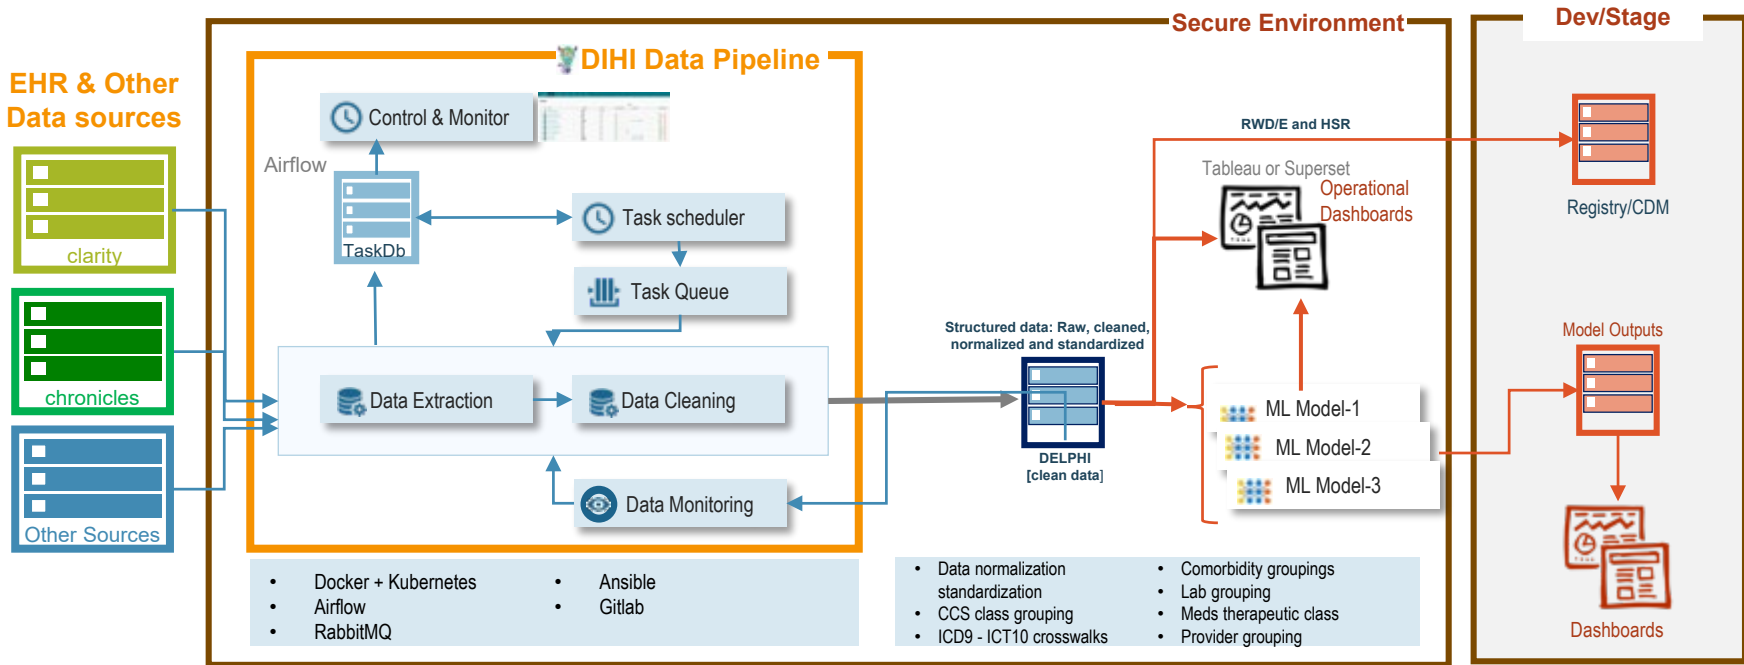 Secure Environment
Dev/Stage
DIHI Data Pipeline
EHR & Other
Data sources
clarity
chronicles
Other Sources
Control & Monitor
Airflow
TaskDb
Task scheduler
Task Queue
Data Extraction
Data Cleaning
Data Monitoring
• Docker + Kubernetes
• Airflow
• RabbitMQ
• Ansible
• Gitlab
Structured data: Raw, cleaned,
normalized and standardized
DELPHI
[clean data]
RWD/E and HSR
Tableau or Superset
Operational
Dashboards
ML Model-1
ML Model-2
ML Model-3
• Data normalization
standardization
• CCS class grouping
• ICD9 - ICT10 crosswalks
• Comorbidity groupings
• Lab grouping
• Meds therapeutic class
• Provider grouping
Registry/CDM
Model Outputs
Dashboards